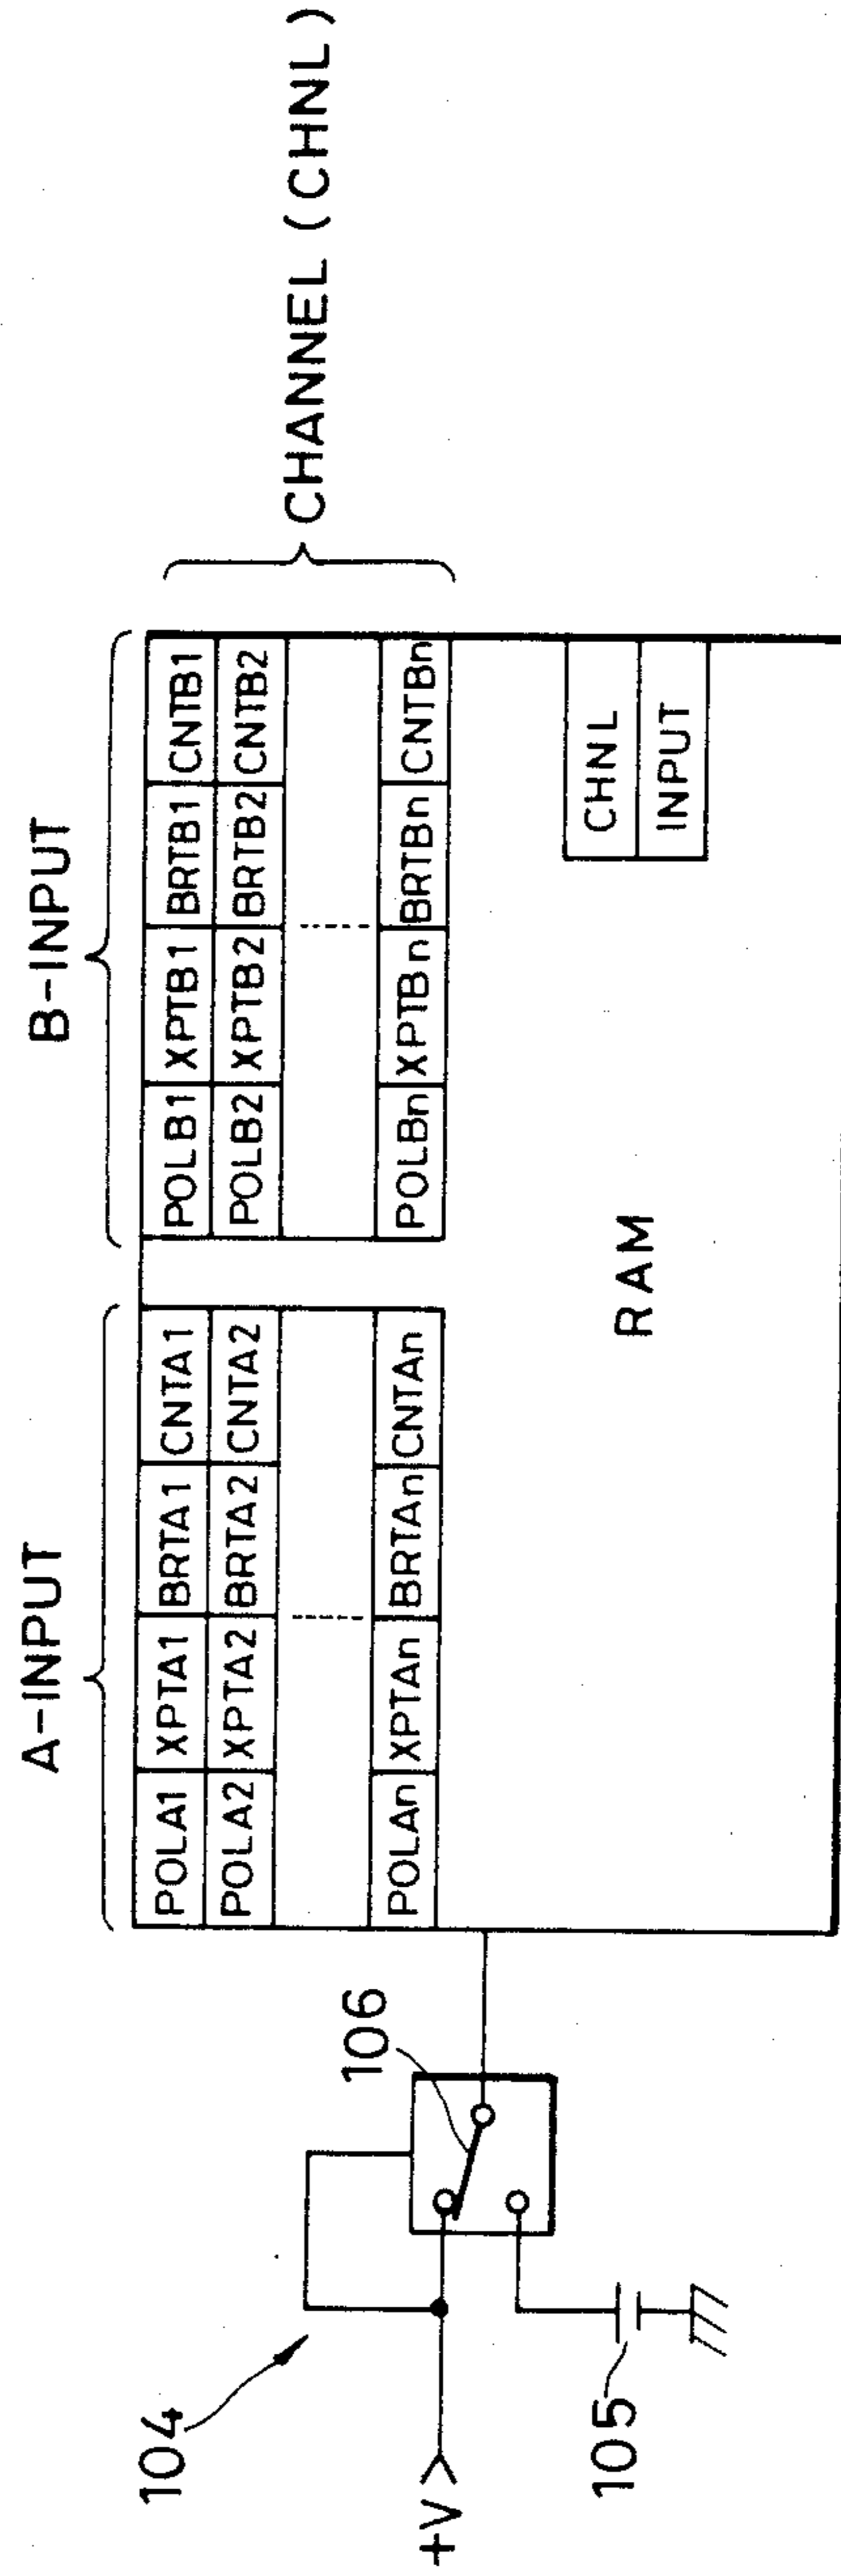 A-INPUT
B-INPUT
POLA1 XPTA1 BRTA1 CNTA1
POLB1 XPTB1 BRTB1 CNTB1
POLA2 XPTA2 BRTA2 CNTA2
POLB2 XPTB2 BRTB2 CNTB2
POLAn XPTAn BRTAn CNTAn
POLBn XPTBn BRTBn CNTBn
CHANNEL (CHNL)
104
106
+V
105
RAM
CHNL
INPUT